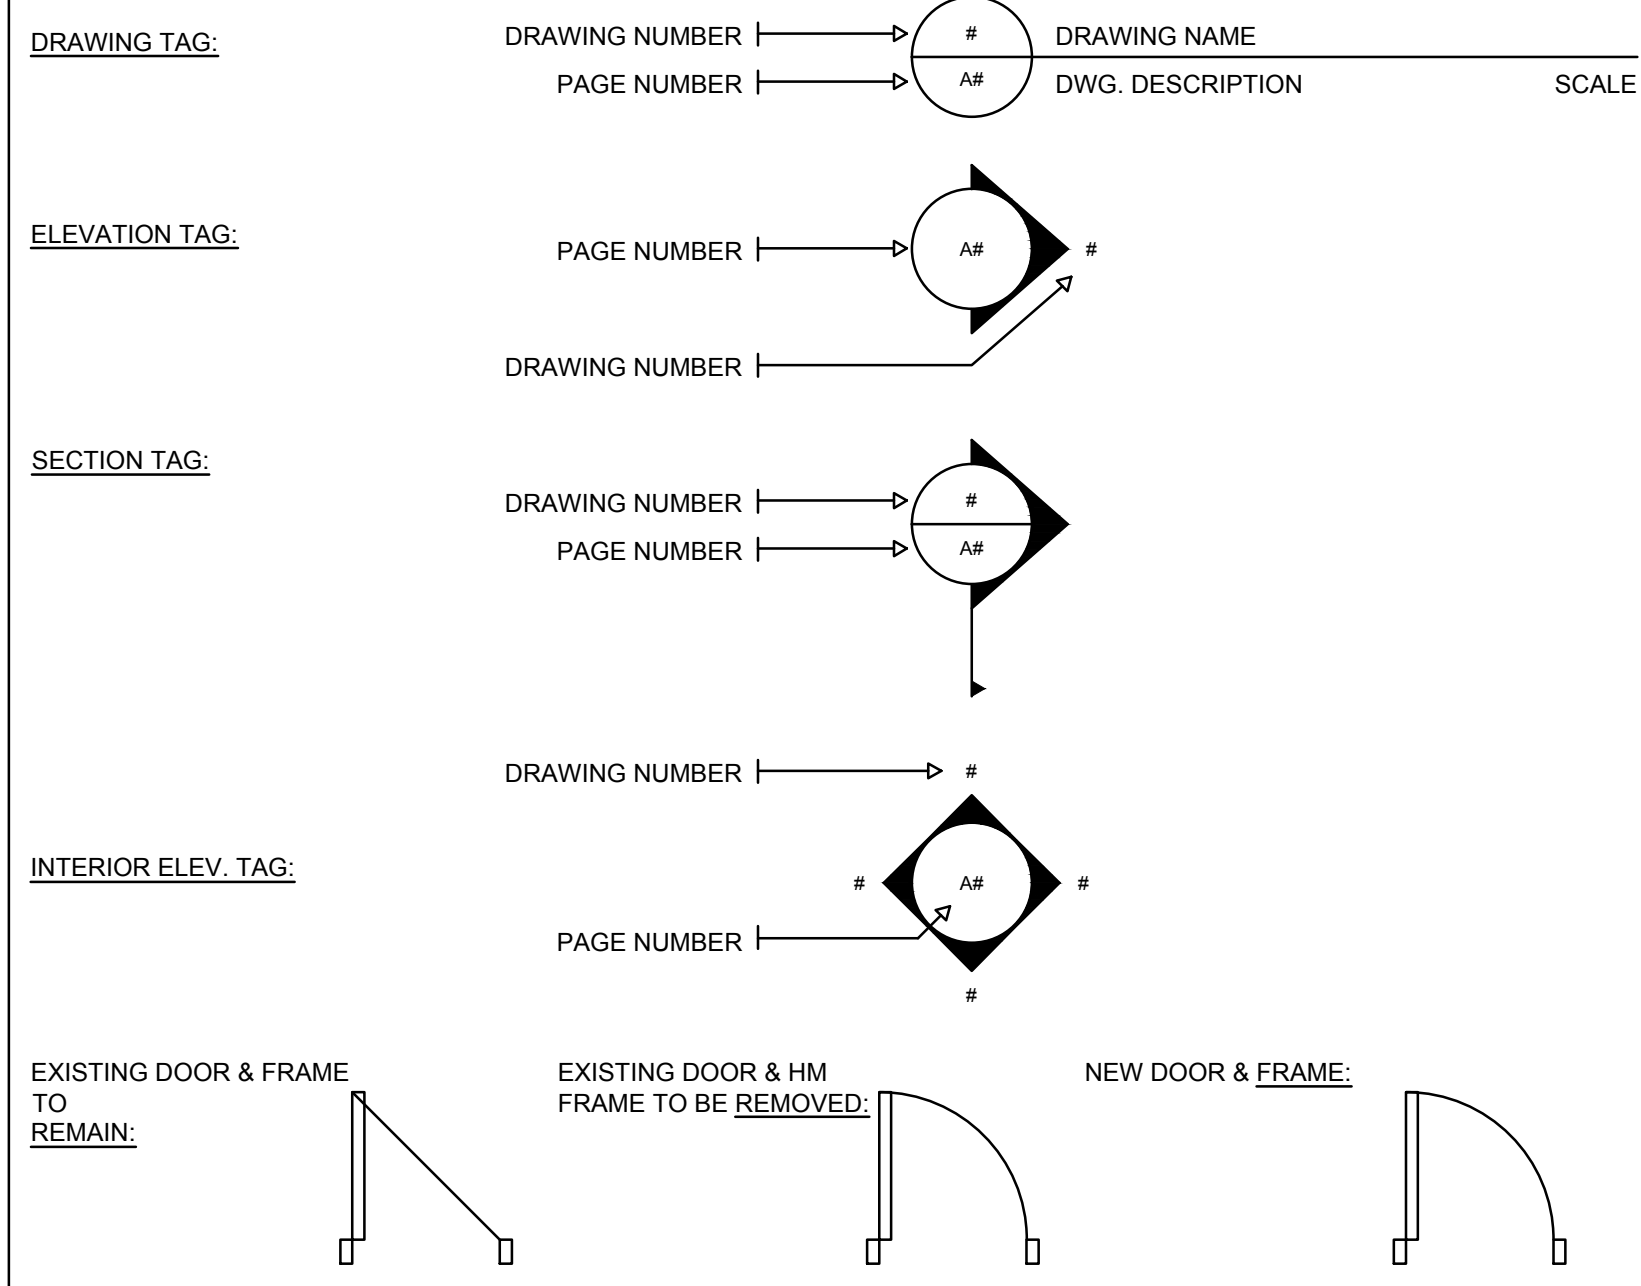 DRAWING TAG:
DRAWING NUMBER
#
DRAWING NAME
PAGE NUMBER
A#
DWG. DESCRIPTION
SCALE
ELEVATION TAG:
PAGE NUMBER
A#
#
DRAWING NUMBER
SECTION TAG:
DRAWING NUMBER
#
PAGE NUMBER
A#
DRAWING NUMBER
#
INTERIOR ELEV. TAG:
#
A#
#
PAGE NUMBER
#
EXISTING DOOR & FRAME
TO
REMAIN:
EXISTING DOOR & HM
FRAME TO BE REMOVED:
NEW DOOR & FRAME: